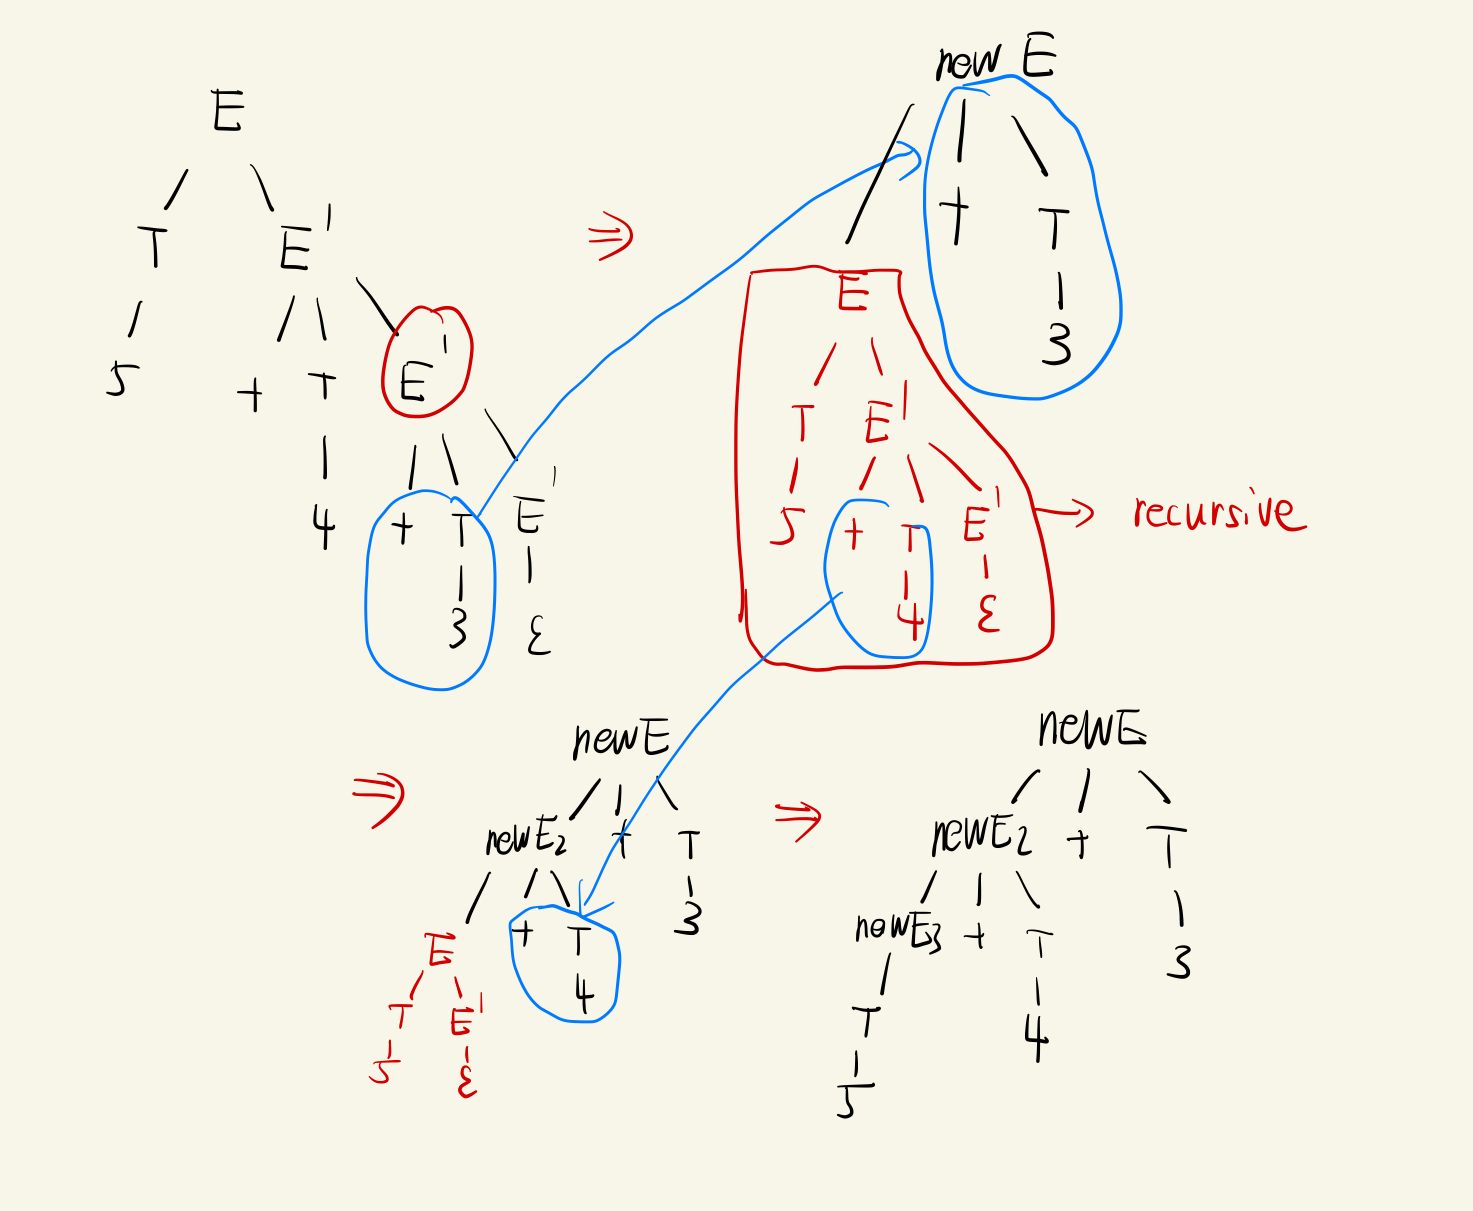 new E
E
T E'
+ T
5 + T E'
3
E
4 + T E'
3 ε
T E'
5 + T E'
4 ε
recursive
newE
newE
newE2 + T
newE2 + T
3
E + T
newE3 + T
3
T E' 4
T 4
5 ε
5